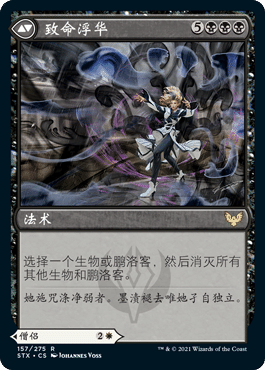 致命浮华 5
法术
选择一个生物或鹏洛客，然后消灭所有
其他生物和鹏洛客。
她施咒涤净弱者。墨渍褪去唯她孑自独立。
僧侣 2
157/275 R
STX • CS Johannes Voss
™ & © 2021 Wizards of the Coast